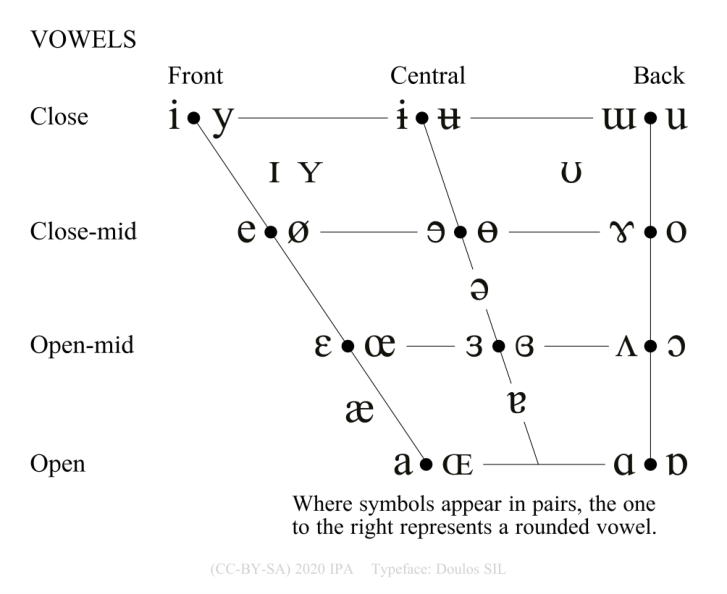 VOWELS
Front Central Back
Close i y ɨ ʉ ɯ u
ɪ ʏ ʊ
Close-mid e ø ɘ ɵ ɤ o
ə
Open-mid ɛ œ ɜ ɞ ʌ ɔ
æ ɐ
Open a ɶ ɑ ɒ
Where symbols appear in pairs, the one
to the right represents a rounded vowel.
(CC-BY-SA) 2020 IPA Typeface: Doulos SIL